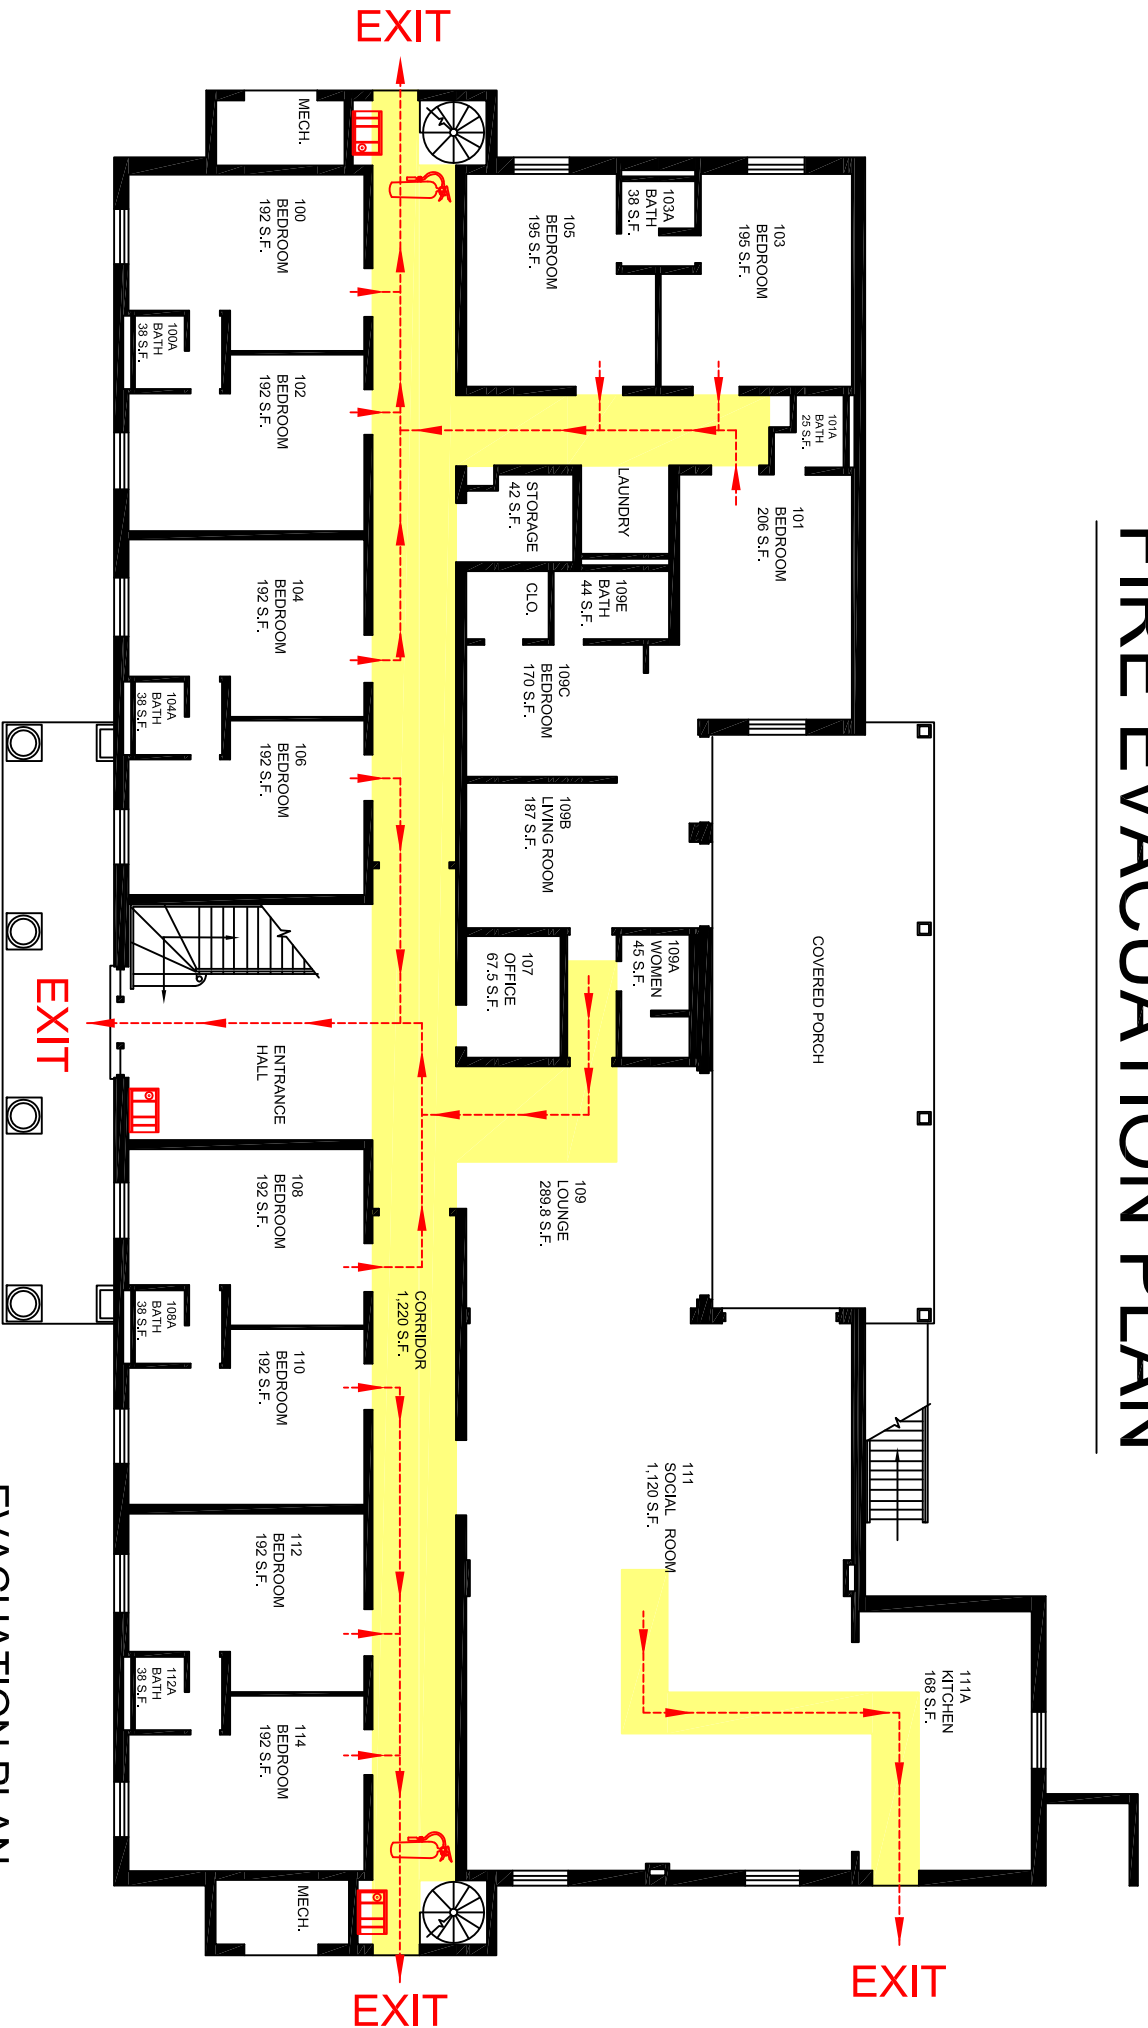 FIRE EVACUATION PLAN
EXIT
MECH.
100
BEDROOM
192 S.F.
100A
BATH
38 S.F.
102
BEDROOM
192 S.F.
104
BEDROOM
192 S.F.
104A
BATH
38 S.F.
106
BEDROOM
192 S.F.
103
BEDROOM
195 S.F.
103A
BATH
38 S.F.
105
BEDROOM
195 S.F.
101A
BATH
25 S.F.
101
BEDROOM
206 S.F.
LAUNDRY
STORAGE
42 S.F.
109E
BATH
44 S.F.
CLO.
109C
BEDROOM
170 S.F.
109B
LIVING ROOM
187 S.F.
109A
WOMEN
45 S.F.
107
OFFICE
67.5 S.F.
COVERED PORCH
ENTRANCE
HALL
EXIT
109
LOUNGE
289.8 S.F.
108
BEDROOM
192 S.F.
108A
BATH
38 S.F.
CORRIDOR
1,220 S.F.
110
BEDROOM
192 S.F.
111
SOCIAL ROOM
1,120 S.F.
112
BEDROOM
192 S.F.
112A
BATH
38 S.F.
114
BEDROOM
192 S.F.
111A
KITCHEN
168 S.F.
MECH.
EXIT
EXIT
EVACUATION PLAN